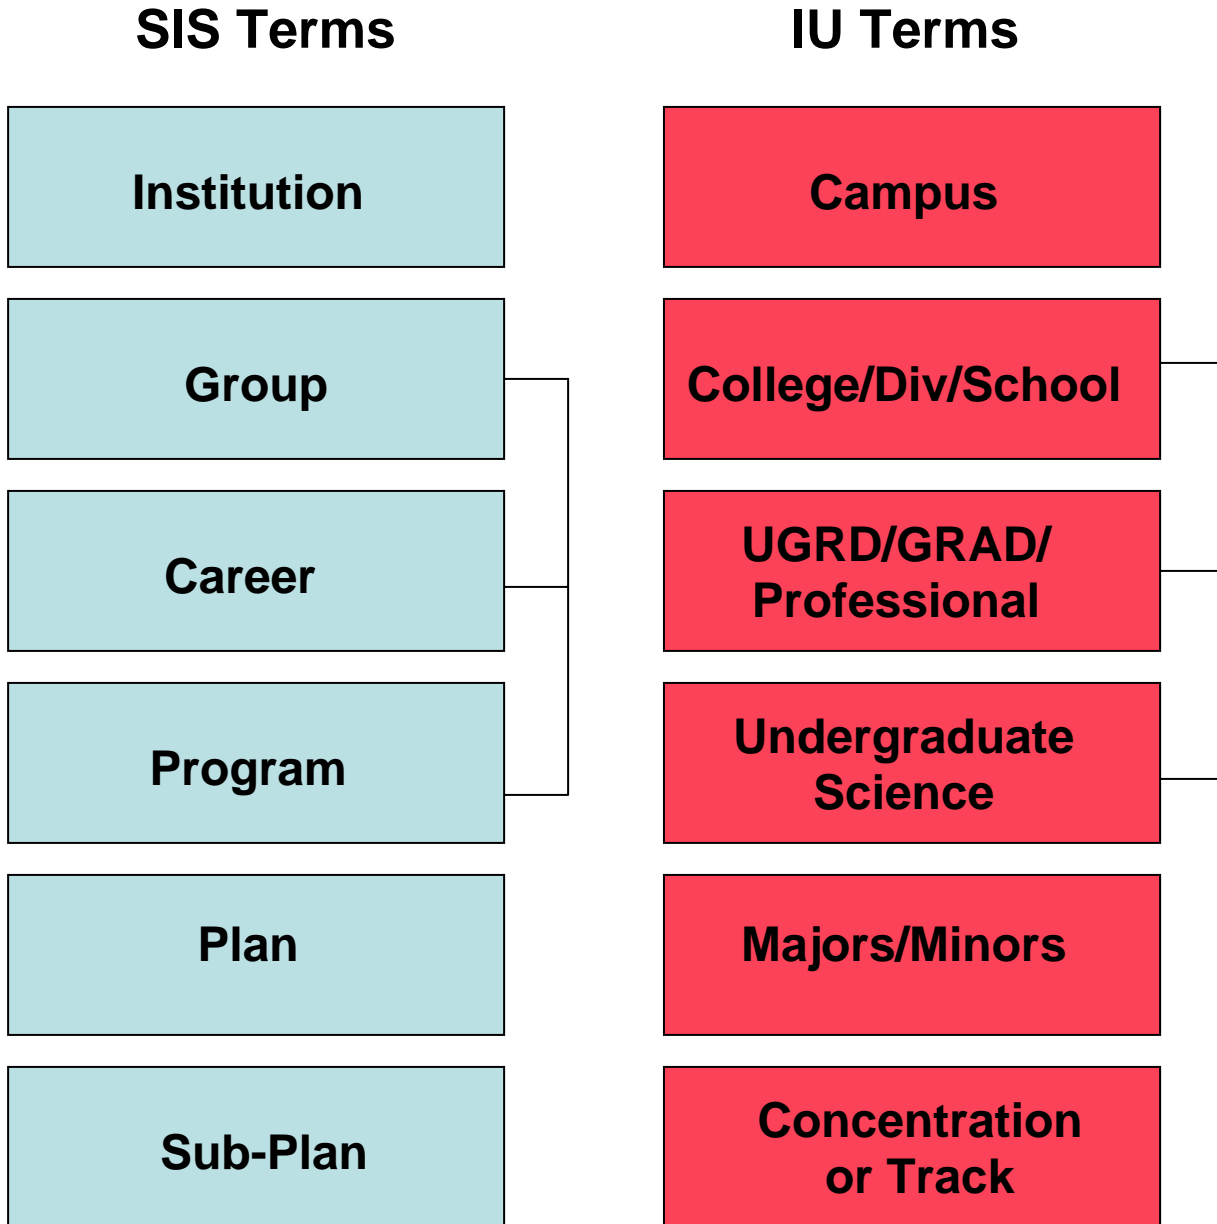 SIS Terms
IU Terms
Institution
Campus
Group
College/Div/School
Career
UGRD/GRAD/
Professional
Program
Undergraduate
Science
Plan
Majors/Minors
Sub-Plan
Concentration
or Track